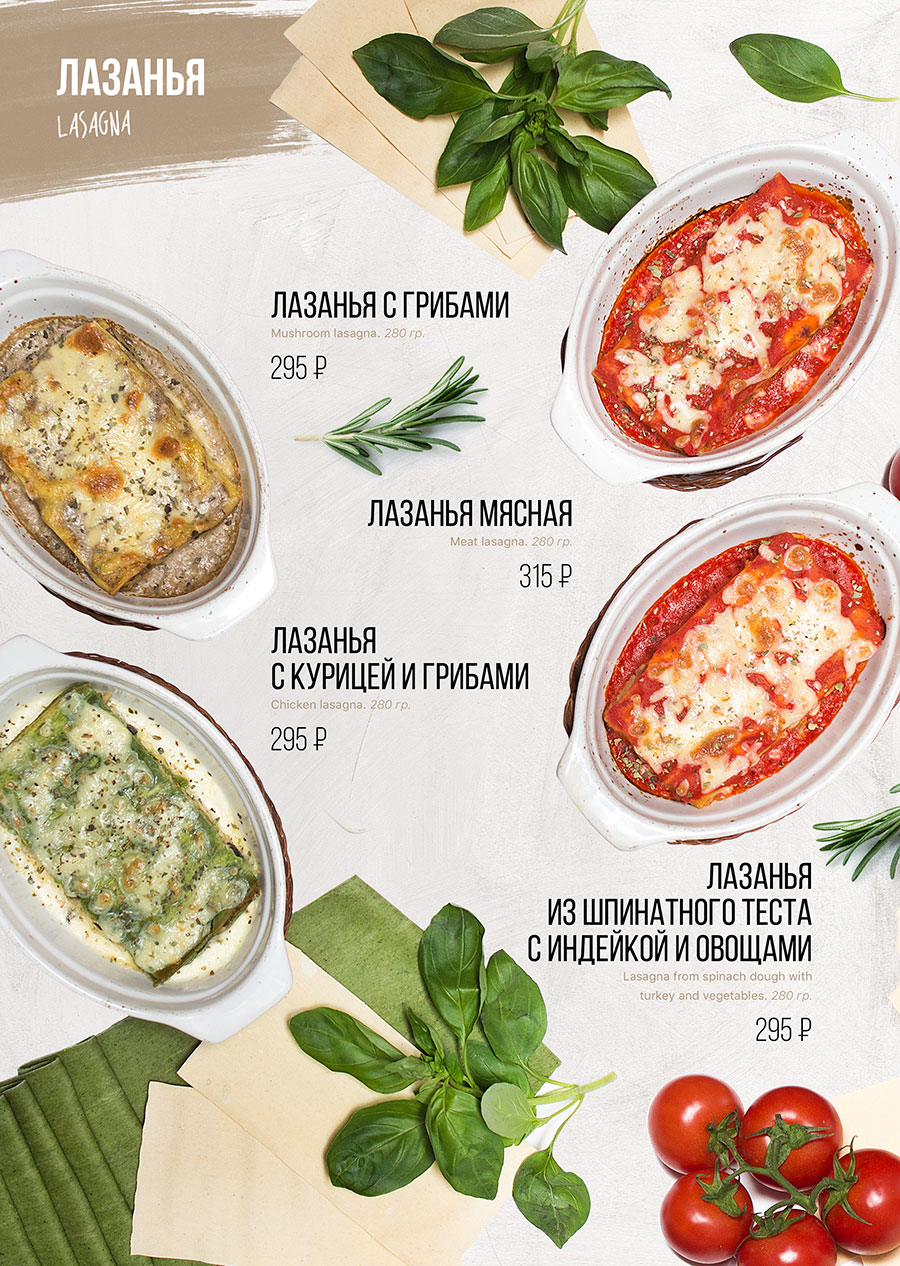 ЛАЗАНЬЯ
LASAGNA
ЛАЗАНЬЯ С ГРИБАМИ
Mushroom lasagna. 280 гр.
295 ₽
ЛАЗАНЬЯ МЯСНАЯ
Meat lasagna. 280 гр.
315 ₽
ЛАЗАНЬЯ
С КУРИЦЕЙ И ГРИБАМИ
Chicken lasagna. 280 гр.
295 ₽
ЛАЗАНЬЯ
ИЗ ШПИНАТНОГО ТЕСТА
С ИНДЕЙКОЙ И ОВОЩАМИ
Lasagna from spinach dough with
turkey and vegetables. 280 гр.
295 ₽